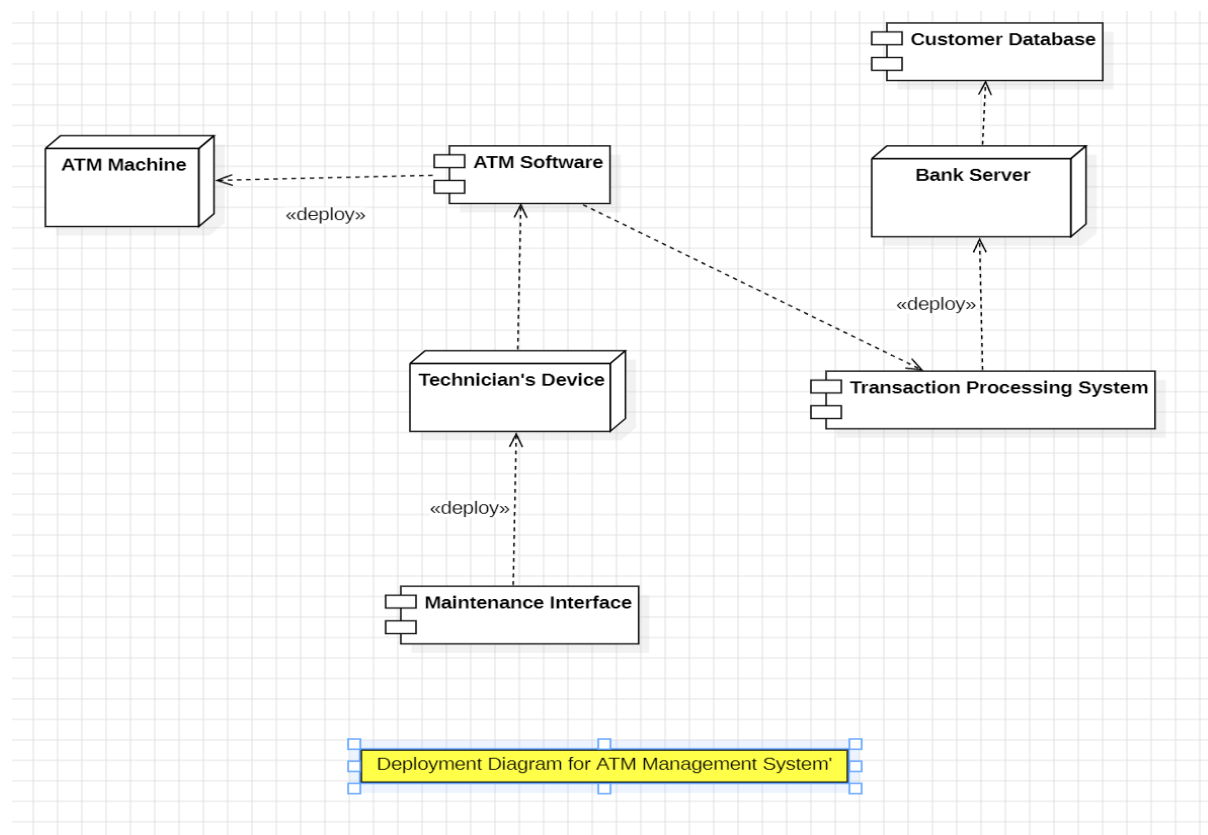 Customer Database
ATM Machine
ATM Software
Bank Server
«deploy»
«deploy»
Technician's Device
Transaction Processing System
«deploy»
Maintenance Interface
Deployment Diagram for ATM Management System'